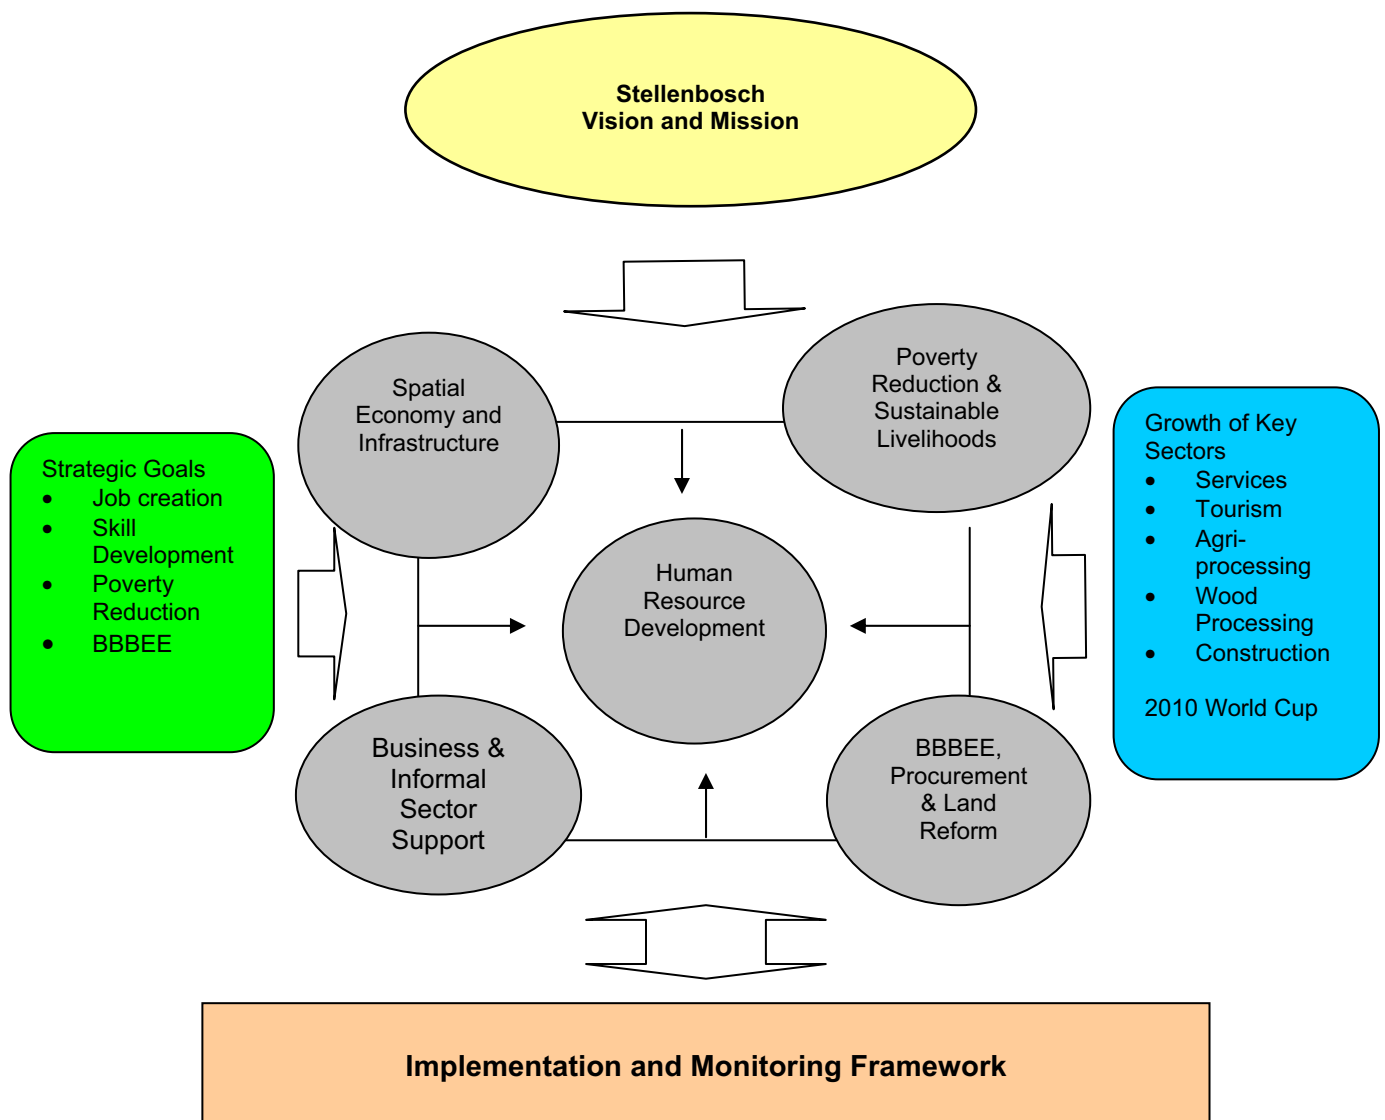 Stellenbosch
Vision and Mission
Spatial
Economy and
Infrastructure
Poverty
Reduction &
Sustainable
Livelihoods
Strategic Goals
• Job creation
• Skill
Development
• Poverty
Reduction
• BBBEE
Human
Resource
Development
Growth of Key
Sectors
• Services
• Tourism
• Agri-
processing
• Wood
Processing
• Construction
2010 World Cup
Business &
Informal
Sector
Support
BBBEE,
Procurement
& Land
Reform
Implementation and Monitoring Framework